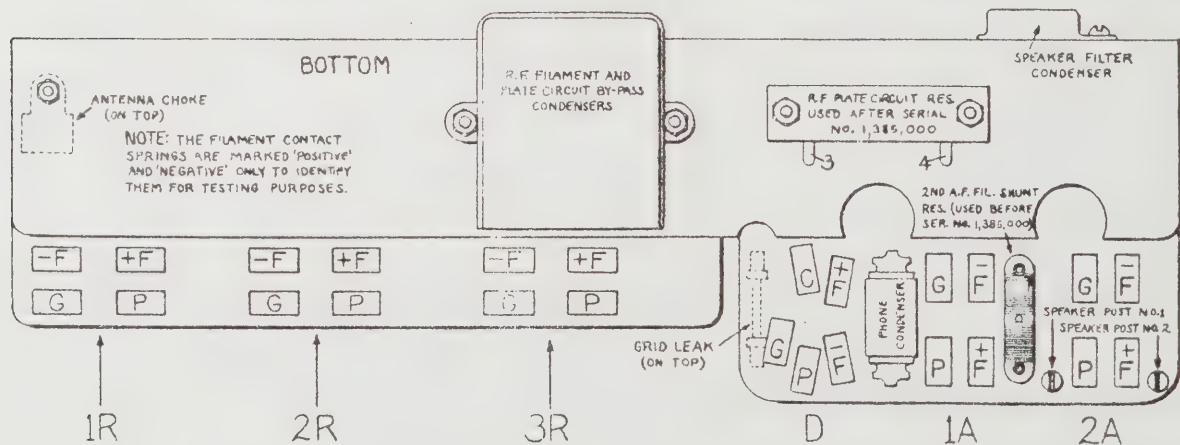 BOTTOM
ANTENNA CHOKE
(ON TOP)
NOTE: THE FILAMENT CONTACT
SPRINGS ARE MARKED 'POSITIVE'
AND 'NEGATIVE' ONLY TO IDENTIFY
THEM FOR TESTING PURPOSES.
R.F. FILAMENT AND
PLATE CIRCUIT BY-PASS
CONDENSERS
SPEAKER FILTER
CONDENSER
R.F. PLATE CIRCUIT RES.
USED AFTER SERIAL
NO. 1,385,000
3 4
2ND A.F. FIL. SHUNT
RES. (USED BEFORE
SER. NO. 1,385,000)
-F +F -F +F -F +F
G P G P G P
C +F G -F G -F
PHONE
CONDENSER
SPEAKER POST NO.1
SPEAKER POST NO.2
GRID LEAK
(ON TOP)
G P -F P +F P +F
1R 2R 3R D 1A 2A